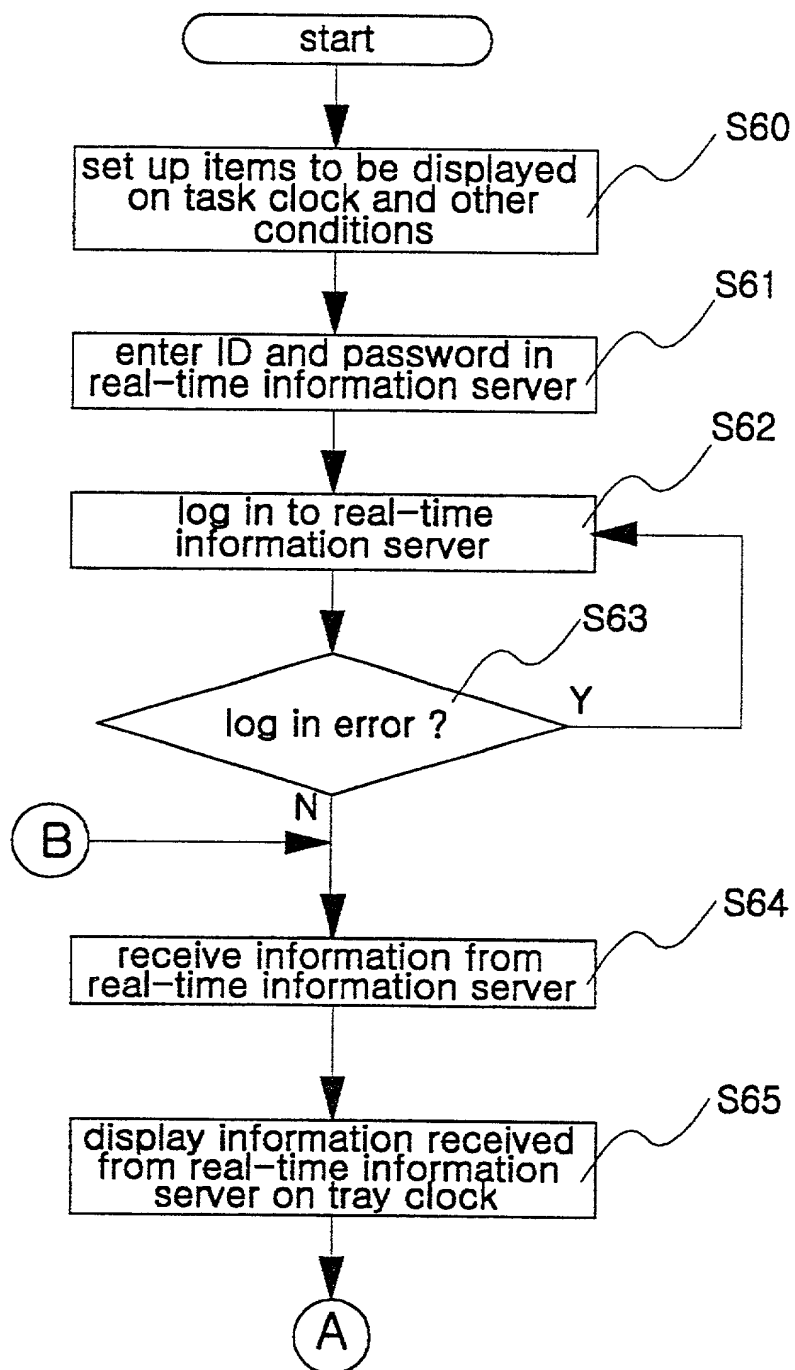 start
S60
set up items to be displayed
on task clock and other
conditions
S61
enter ID and password in
real-time information server
S62
log in to real-time
information server
S63
log in error ?
Y
N
B
S64
receive information from
real-time information server
S65
display information received
from real-time information
server on tray clock
A